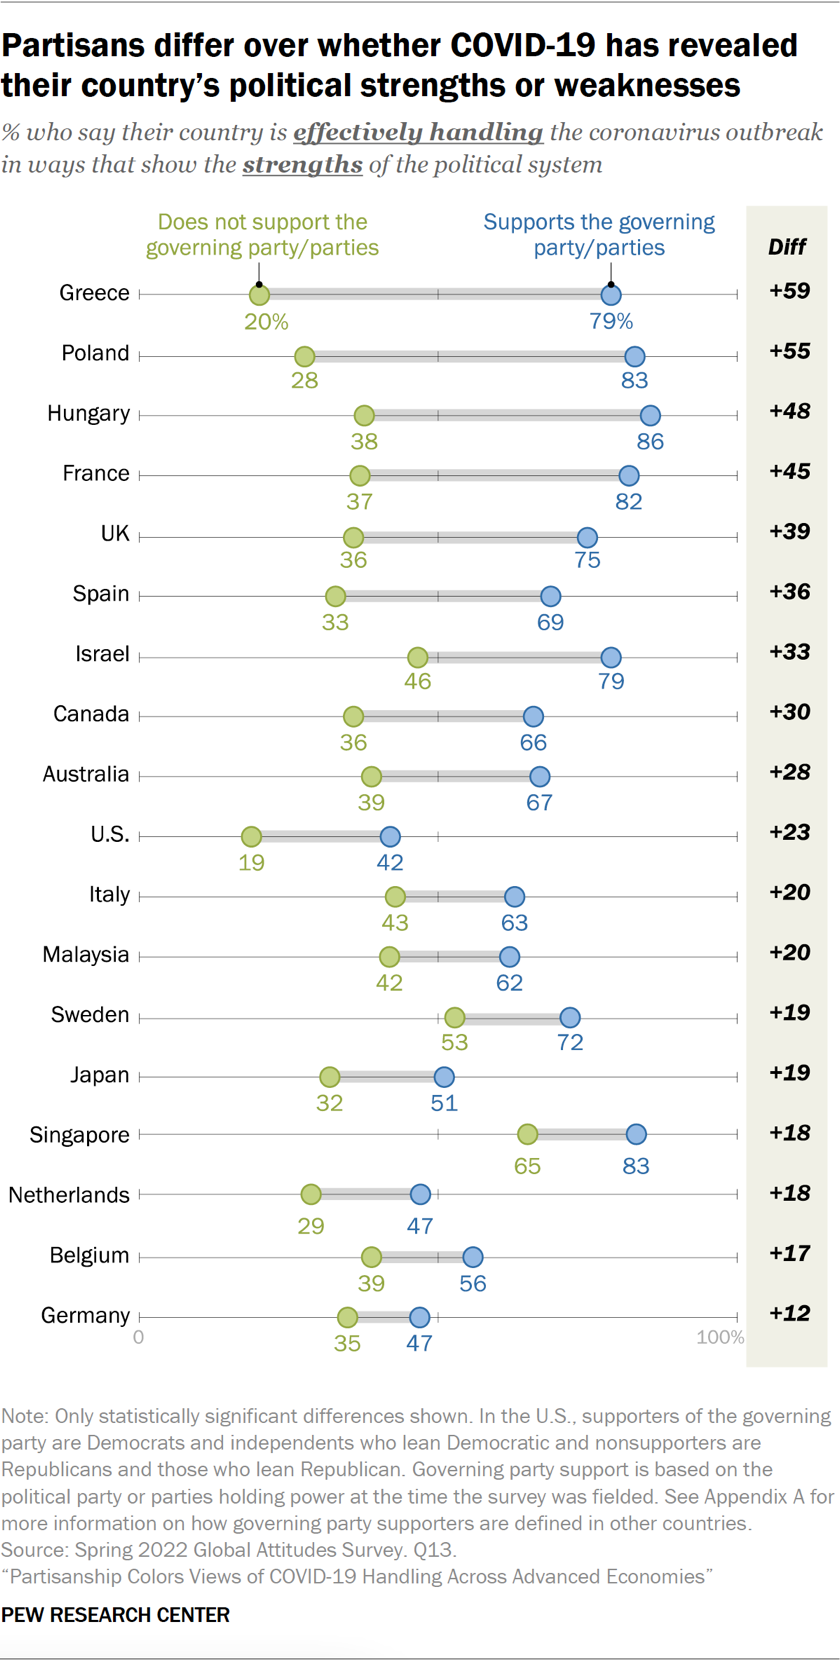 Partisans differ over whether COVID-19 has revealed
their country's political strengths or weaknesses
% who say their country is effectively handling the coronavirus outbreak
in ways that show the strengths of the political system
Does not support the
governing party/parties
Supports the governing
party/parties
Diff
Greece
20%
79%
+59
Poland
28
83
+55
Hungary
38
86
+48
France
37
82
+45
UK
36
75
+39
Spain
33
69
+36
Israel
46
79
+33
Canada
36
66
+30
Australia
39
67
+28
U.S.
19
42
+23
Italy
43
63
+20
Malaysia
42
62
+20
Sweden
53
72
+19
Japan
32
51
+19
Singapore
65
83
+18
Netherlands
29
47
+18
Belgium
39
56
+17
Germany
35
47
+12
0
100%
Note: Only statistically significant differences shown. In the U.S., supporters of the governing
party are Democrats and independents who lean Democratic and nonsupporters are
Republicans and those who lean Republican. Governing party support is based on the
political party or parties holding power at the time the survey was fielded. See Appendix A for
more information on how governing party supporters are defined in other countries.
Source: Spring 2022 Global Attitudes Survey. Q13.
"Partisanship Colors Views of COVID-19 Handling Across Advanced Economies"
PEW RESEARCH CENTER